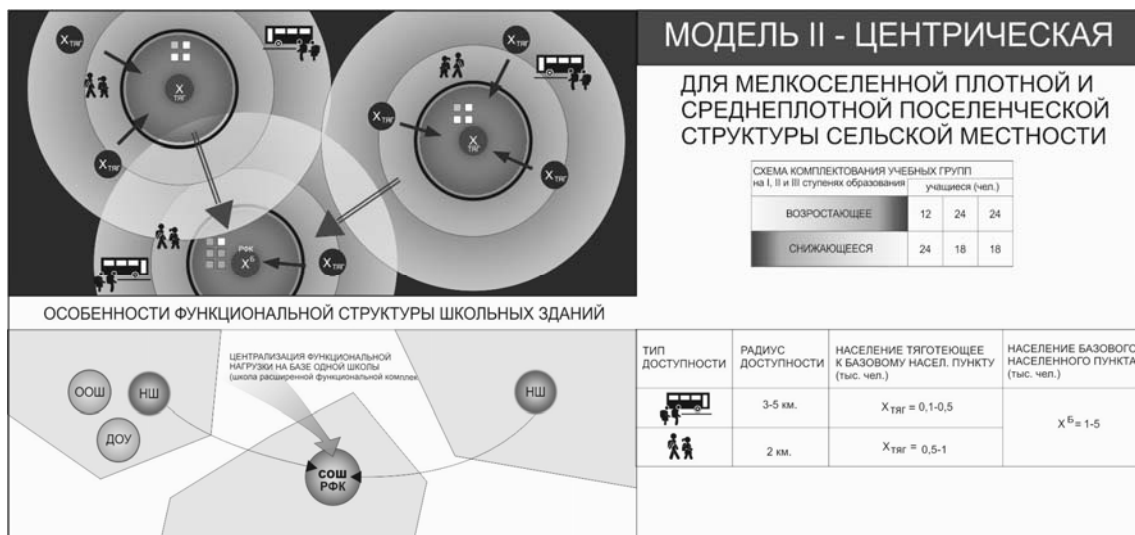 X ТЯГ
X ТЯГ
X ТЯГ
X ТЯГ
X ТЯГ
X ТЯГ
X ТЯГ
РФК
X Б
X ТЯГ
МОДЕЛЬ II - ЦЕНТРИЧЕСКАЯ
ДЛЯ МЕЛКОСЕЛЕННОЙ ПЛОТНОЙ И
СРЕДНЕПЛОТНОЙ ПОСЕЛЕНЧЕСКОЙ
СТРУКТУРЫ СЕЛЬСКОЙ МЕСТНОСТИ
СХЕМА КОМПЛЕКТОВАНИЯ УЧЕБНЫХ ГРУПП
на I, II и III ступенях образования учащиеся (чел.)
ВОЗРОСТАЮЩЕЕ 12 24 24
СНИЖАЮЩЕЕСЯ 24 18 18
ОСОБЕННОСТИ ФУНКЦИОНАЛЬНОЙ СТРУКТУРЫ ШКОЛЬНЫХ ЗДАНИЙ
ЦЕНТРАЛИЗАЦИЯ ФУНКЦИОНАЛЬНОЙ
НАГРУЗКИ НА БАЗЕ ОДНОЙ ШКОЛЫ
(школа расширенной функциональной комплек
ООШ
НШ
ДОУ
НШ
СОШ
РФК
ТИП
ДОСТУПНОСТИ
РАДИУС
ДОСТУПНОСТИ
НАСЕЛЕНИЕ ТЯГОТЕЮЩЕЕ
К БАЗОВОМУ НАСЕЛ. ПУНКТУ
(тыс. чел.)
НАСЕЛЕНИЕ БАЗОВОГО
НАСЕЛЕННОГО ПУНКТА
(тыс. чел.)
3-5 км.
X ТЯГ = 0,1-0,5
X Б = 1-5
2 км.
X ТЯГ = 0,5-1